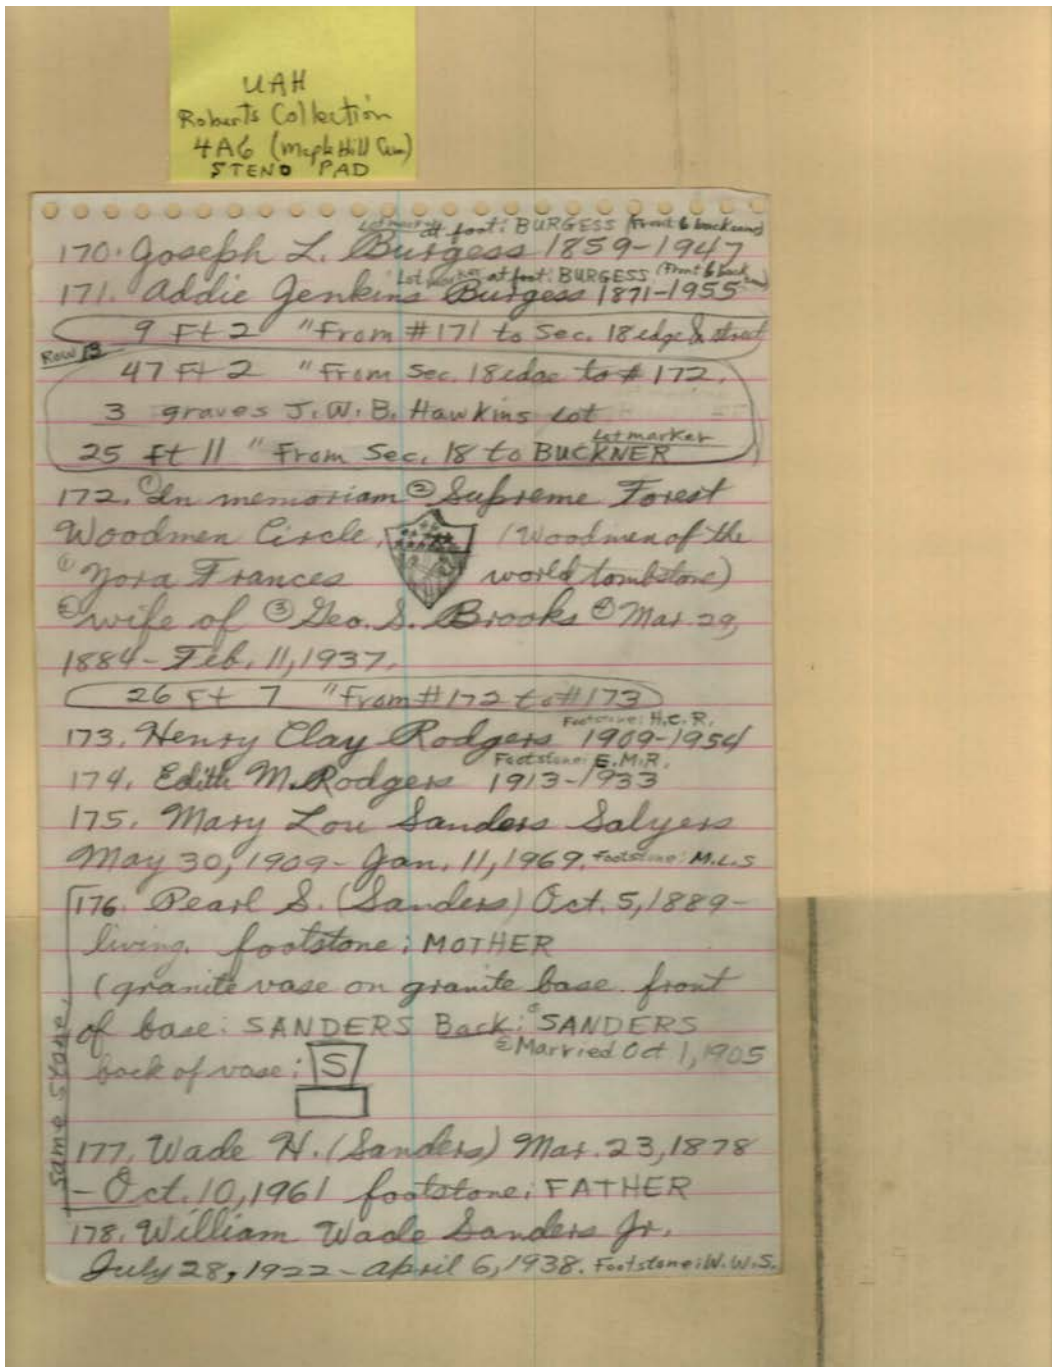 UAH
Roberts Collection
4A6 (Maple Hill Cem)
STENO PAD
Lot marker at foot: BURGESS (Front & back same)
170. Joseph L. Burgess 1859-1947
Lot marker at foot: BURGESS (Front & back same)
171. Addie Jenkins Burgess 1871-1955
9 Ft 2 "From #171 to Sec. 18 edge & street
Row 13
47 Ft 2 "From Sec. 18 edge to #172.
3 graves J.W.B. Hawkins Lot
Lot marker
25 ft 11 "From Sec. 18 to BUCKNER
172. ① In memoriam ② Supreme Forest
Woodmen Circle, (Woodmen of the
① Nora Frances world tombstone)
② wife of ③ Geo. S. Brooks ④ Mar. 29,
1884 - Feb. 11, 1937.
26 Ft 7 "From #172 to #173
Footstone: H.C.R.
173. Henry Clay Rodgers 1909-1954
Footstone: E.M.R.
174. Edith M. Rodgers 1913-1933
175. Mary Lou Sanders Salyers
May 30, 1909 - Jan. 11, 1969. Footstone: M.L.S
176. Pearl S. (Sanders) Oct. 5, 1889-
living. footstone: MOTHER
(granite vase on granite base front
of base: SANDERS Back: ① SANDERS
② Married Oct 1, 1905
back of vase: S
same stone
177. Wade H. (Sanders) Mar. 23, 1878
- Oct. 10, 1961 footstone: FATHER
178. William Wade Sanders Jr.
July 28, 1922 - April 6, 1938. Footstone: W.W.S.